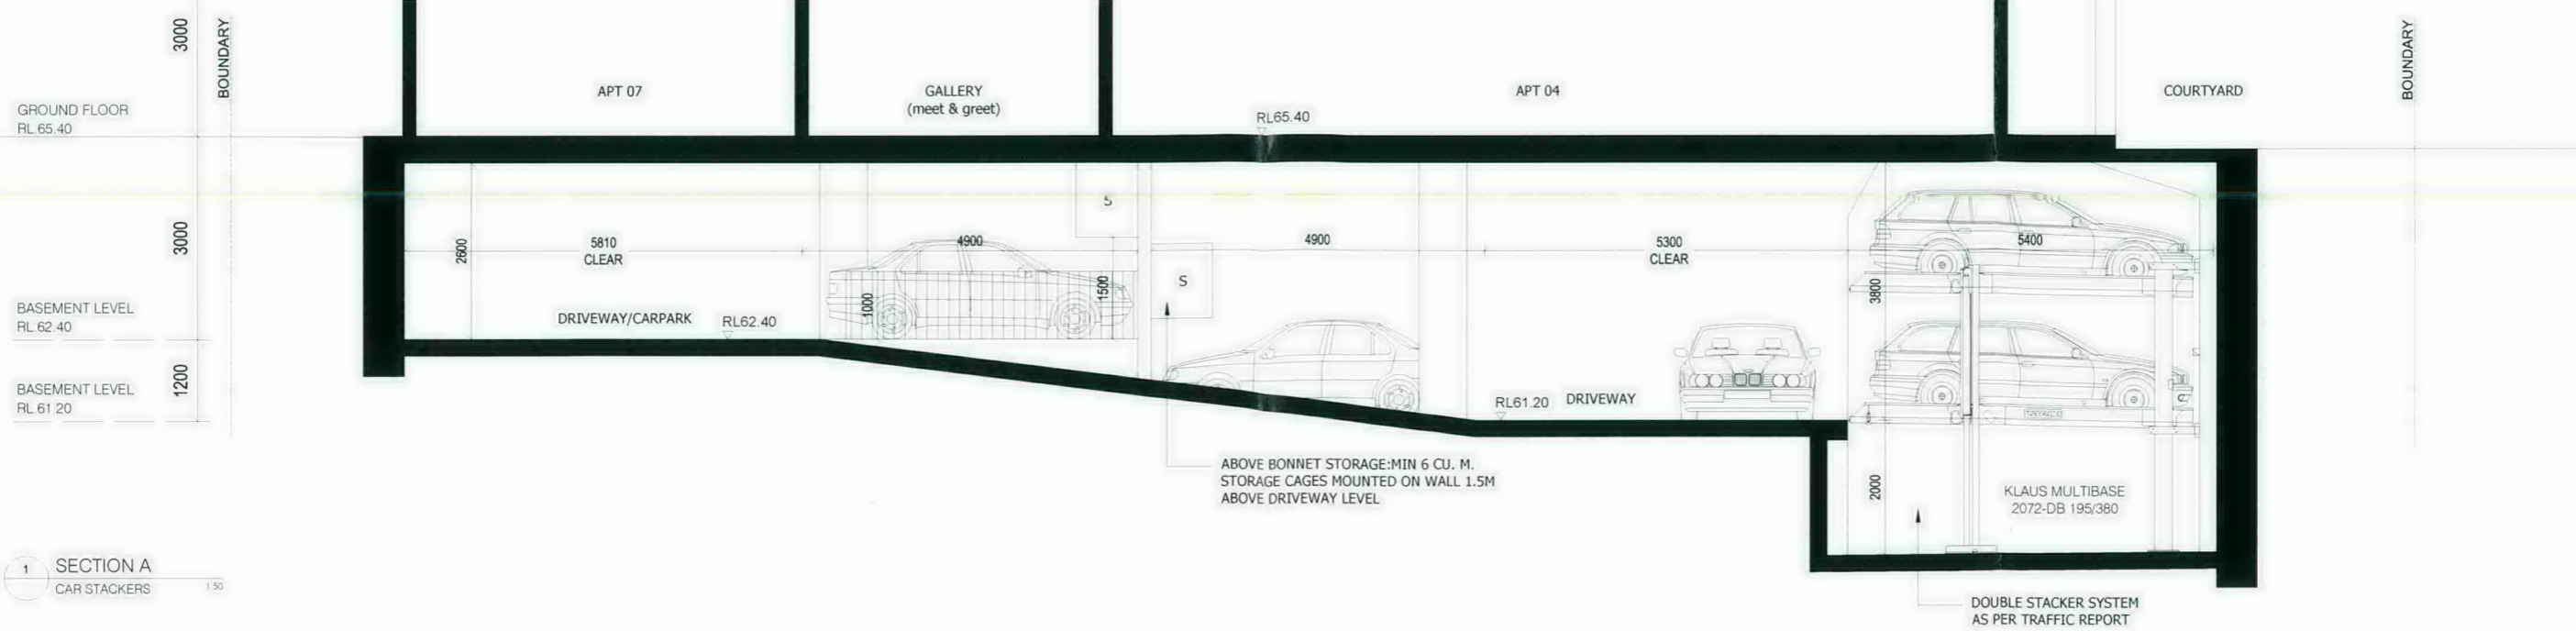 3000
BOUNDARY
BOUNDARY
APT 07
GALLERY
(meet & greet)
APT 04
COURTYARD
GROUND FLOOR
RL.65.40
RL65.40
3000
2600
5810
CLEAR
4900
S
1000
1500
4900
S
5300
CLEAR
5400
3800
BASEMENT LEVEL
RL.62.40
DRIVEWAY/CARPARK
RL62.40
1200
BASEMENT LEVEL
RL.61.20
RL61.20
DRIVEWAY
ABOVE BONNET STORAGE:MIN 6 CU. M.
STORAGE CAGES MOUNTED ON WALL 1.5M
ABOVE DRIVEWAY LEVEL
2000
KLAUS MULTIBASE
2072-DB 195/380
1
SECTION A
CAR STACKERS
1:50
DOUBLE STACKER SYSTEM
AS PER TRAFFIC REPORT